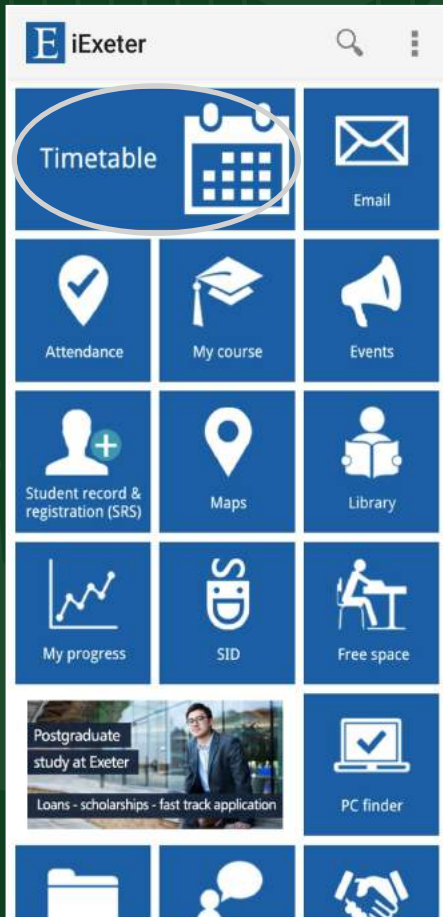 E iExeter
Timetable
Email
Attendance
My course
Events
Student record &
registration (SRS)
Maps
Library
My progress
SID
Free space
Postgraduate
study at Exeter
Loans - scholarships - fast track application
PC finder